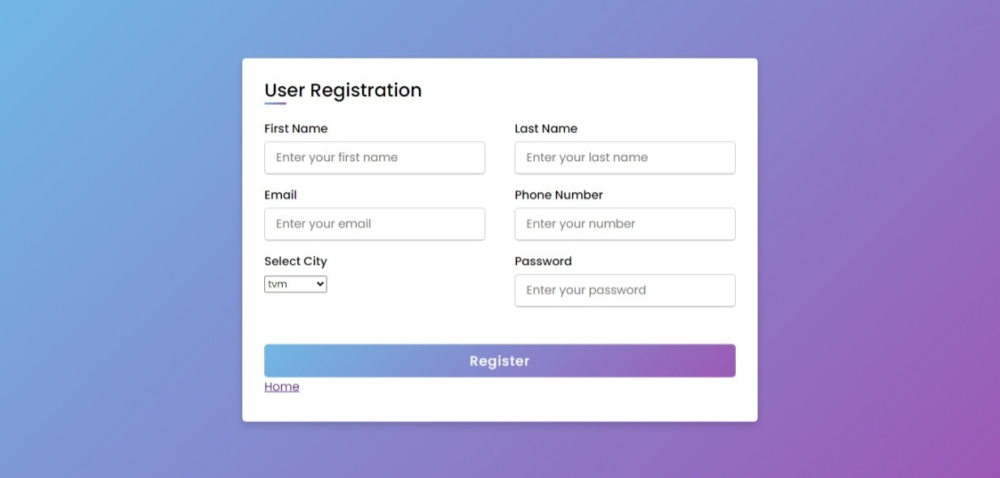 User Registration
First Name
Last Name
Enter your first name
Enter your last name
Email
Phone Number
Enter your email
Enter your number
Select City
Password
tvm
Enter your password
Register
Home